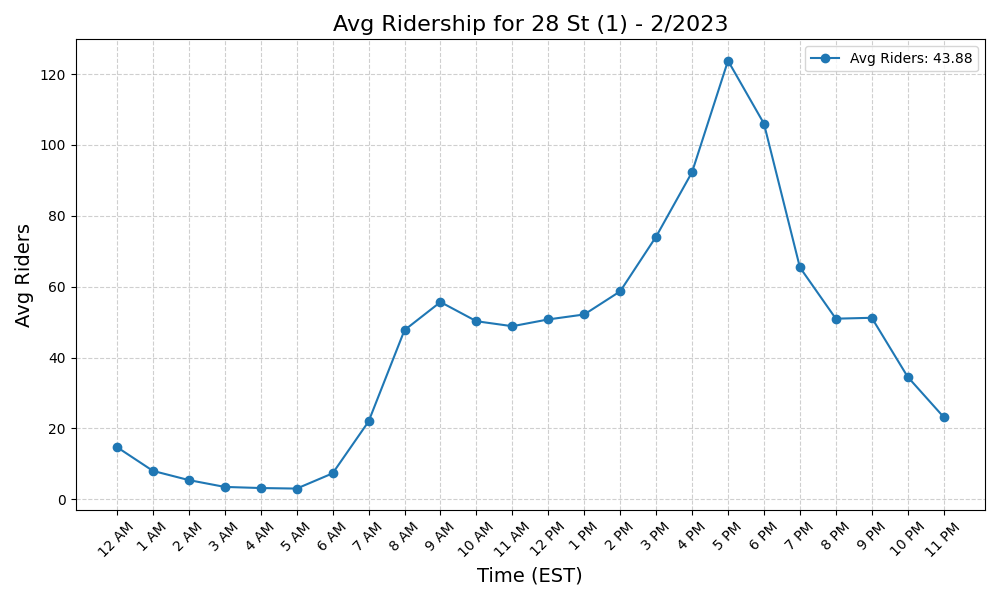 Avg Ridership for 28 St (1) - 2/2023
Avg Riders: 43.88
Avg Riders
120
100
80
60
40
20
0
12 AM
1 AM
2 AM
3 AM
4 AM
5 AM
6 AM
7 AM
8 AM
9 AM
10 AM
11 AM
12 PM
1 PM
2 PM
3 PM
4 PM
5 PM
6 PM
7 PM
8 PM
9 PM
10 PM
11 PM
Time (EST)